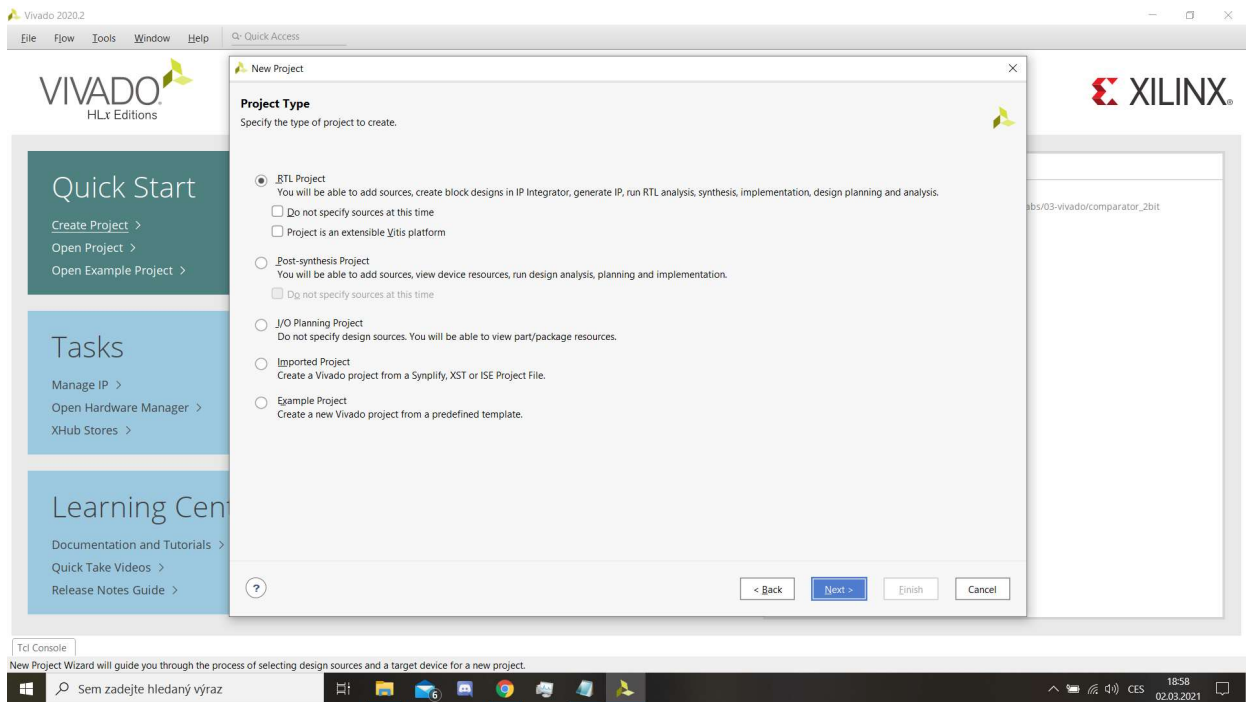 Vivado 2020.2
File Flow Tools Window Help Quick Access
VIVADO.
HLx Editions
XILINX.
Quick Start
Create Project >
Open Project >
Open Example Project >
Tasks
Manage IP >
Open Hardware Manager >
XHub Stores >
Learning Cen
Documentation and Tutorials >
Quick Take Videos >
Release Notes Guide >
New Project
Project Type
Specify the type of project to create.
RTL Project
You will be able to add sources, create block designs in IP Integrator, generate IP, run RTL analysis, synthesis, implementation, design planning and analysis.
Do not specify sources at this time
Project is an extensible Vitis platform
Post-synthesis Project
You will be able to add sources, view device resources, run design analysis, planning and implementation.
Do not specify sources at this time
I/O Planning Project
Do not specify design sources. You will be able to view part/package resources.
Imported Project
Create a Vivado project from a Synplify, XST or ISE Project File.
Example Project
Create a new Vivado project from a predefined template.
? < Back Next > Finish Cancel
abs/03-vivado/comparator_2bit
Tcl Console
New Project Wizard will guide you through the process of selecting design sources and a target device for a new project.
Sem zadejte hledaný výraz
6
CES
18:58
02.03.2021